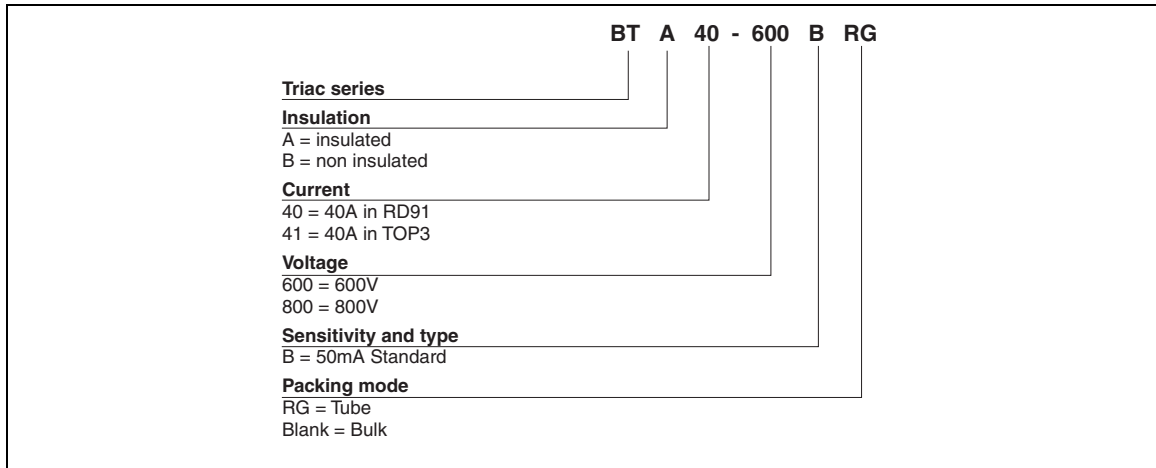 BT A 40 - 600 B RG
Triac series
Insulation
A = insulated
B = non insulated
Current
40 = 40A in RD91
41 = 40A in TOP3
Voltage
600 = 600V
800 = 800V
Sensitivity and type
B = 50mA Standard
Packing mode
RG = Tube
Blank = Bulk